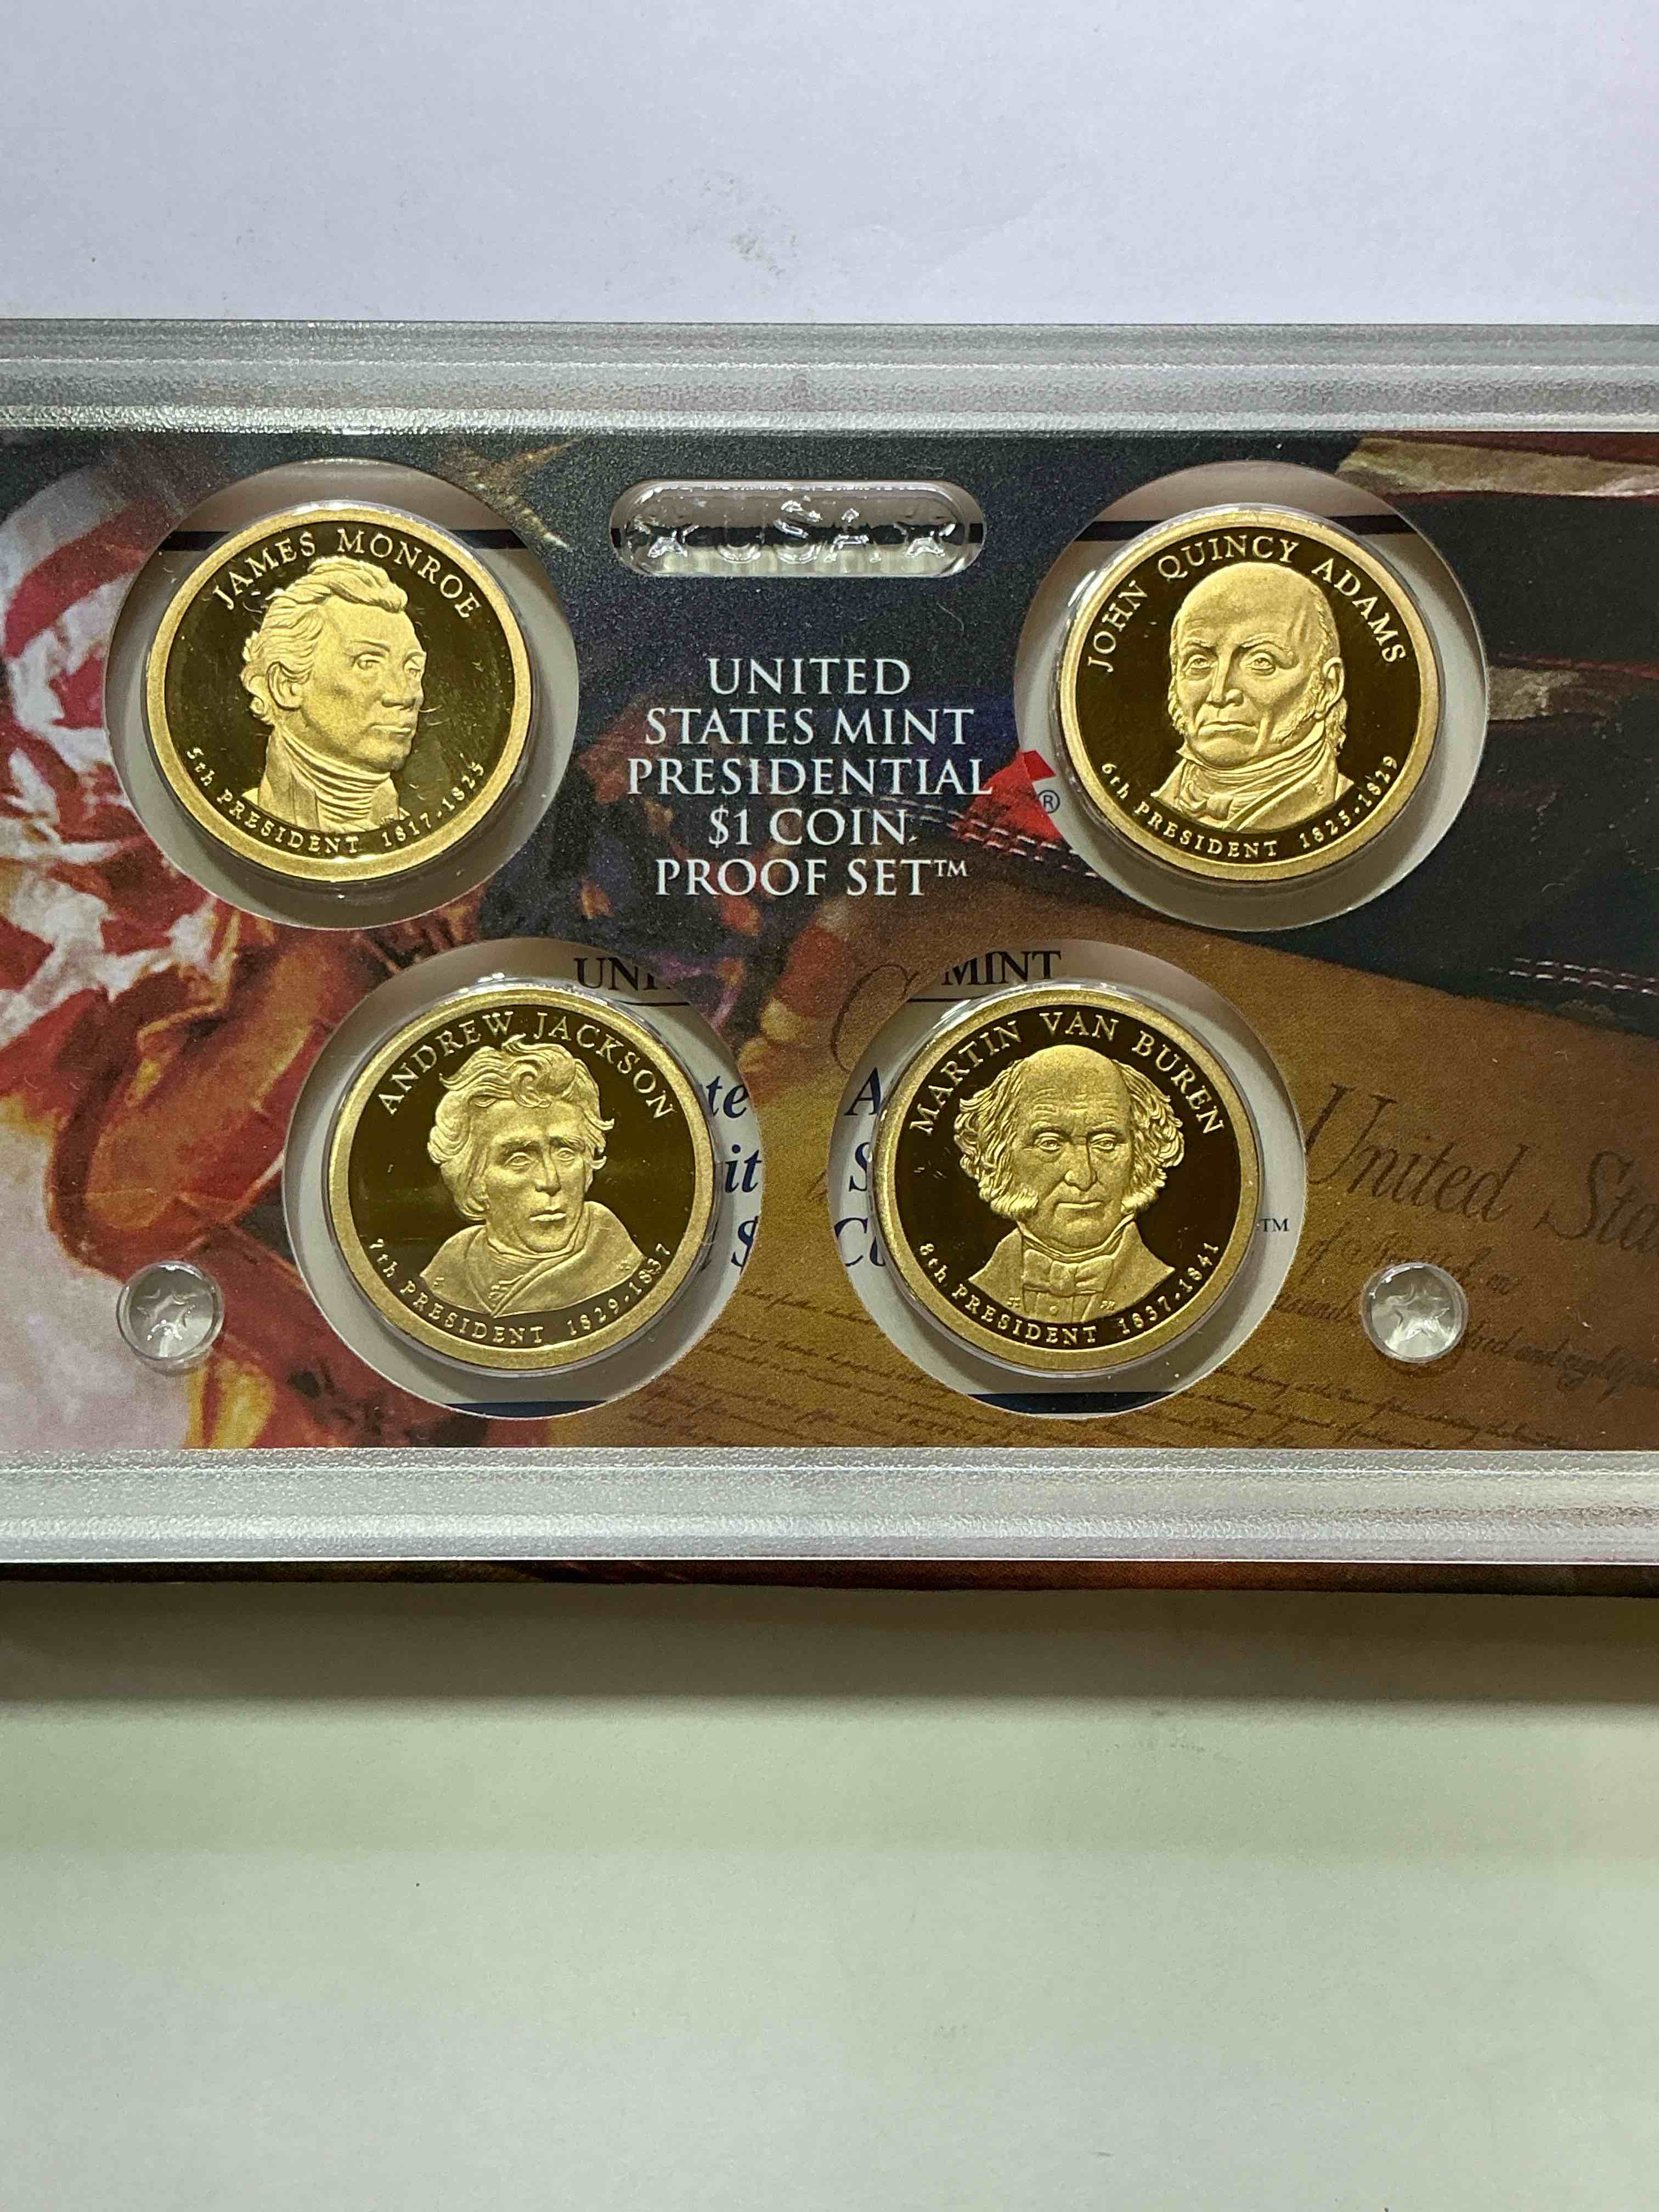 ★ USA ★
JAMES MONROE
5th PRESIDENT 1817-1825
JOHN QUINCY ADAMS
6th PRESIDENT 1825-1829
UNITED
STATES MINT
PRESIDENTIAL
$1 COIN
PROOF SET™
®
MINT
ANDREW JACKSON
7th PRESIDENT 1829-1837
MARTIN VAN BUREN
8th PRESIDENT 1837-1841
™
United